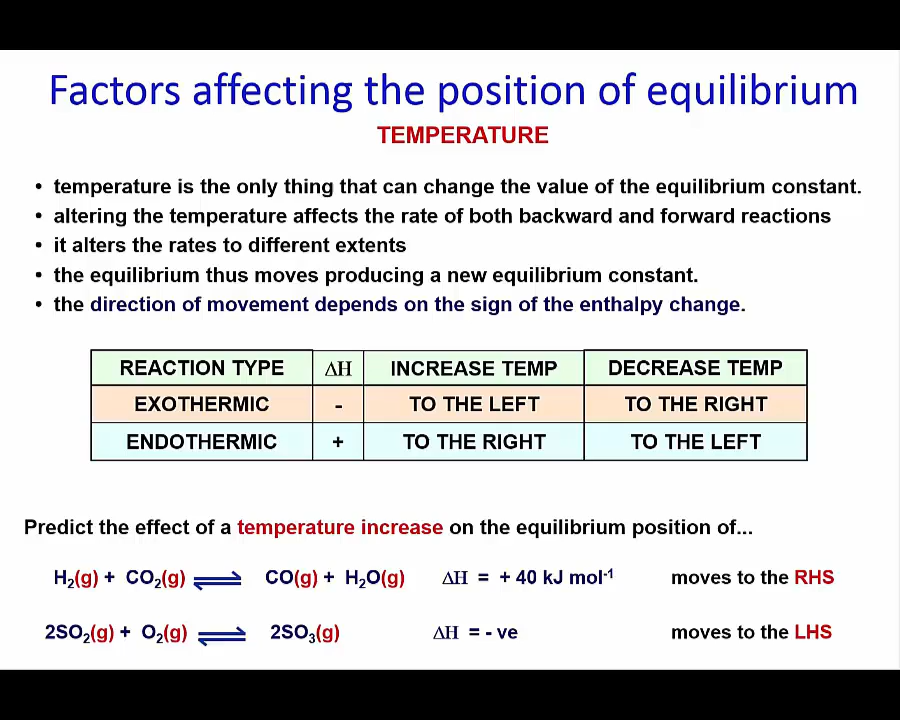 Factors affecting the position of equilibrium
TEMPERATURE
• temperature is the only thing that can change the value of the equilibrium constant.
• altering the temperature affects the rate of both backward and forward reactions
• it alters the rates to different extents
• the equilibrium thus moves producing a new equilibrium constant.
• the direction of movement depends on the sign of the enthalpy change.
REACTION TYPE ΔH INCREASE TEMP DECREASE TEMP
EXOTHERMIC - TO THE LEFT TO THE RIGHT
ENDOTHERMIC + TO THE RIGHT TO THE LEFT
Predict the effect of a temperature increase on the equilibrium position of...
H₂(g) + CO₂(g) ⇌ CO(g) + H₂O(g) ΔH = + 40 kJ mol⁻¹ moves to the RHS
2SO₂(g) + O₂(g) ⇌ 2SO₃(g) ΔH = - ve moves to the LHS